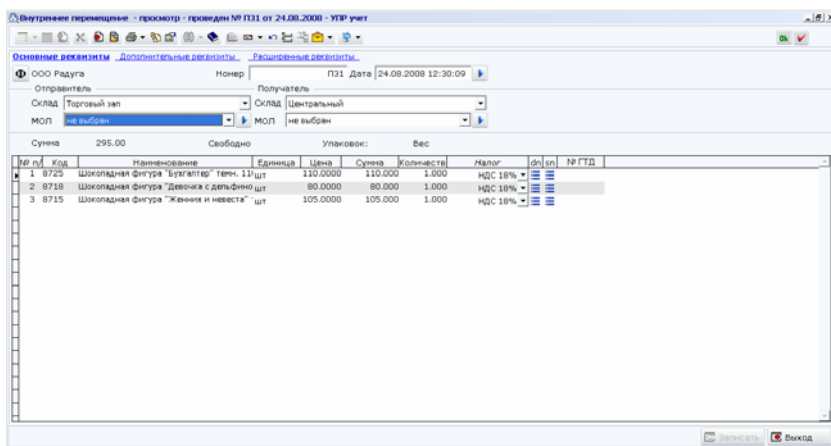 Внутреннее перемещение - просмотр - проведен № П31 от 24.08.2008 - УПР учет
Ok
Основные реквизиты Дополнительные реквизиты Расширенные реквизиты
Ф ООО Радуга Номер П31 Дата 24.08.2008 12:30:09
Отправитель Получатель
Склад Торговый зал Склад Центральный
МОЛ не выбран МОЛ не выбран
Сумма 295.00 Свободно Упаковок: Вес
№ п/ Код Наименование Единица Цена Сумма Количеств Налог dn sn № ГТД
1 8725 Шоколадная фигура "Бухгалтер" темн. 11 шт 110.0000 110.000 1.000 НДС 18%
2 8718 Шоколадная фигура "Девочка с дельфино шт 80.0000 80.000 1.000 НДС 18%
3 8715 Шоколадная фигура "Женних и невеста" шт 105.0000 105.000 1.000 НДС 18%
Записать Выход